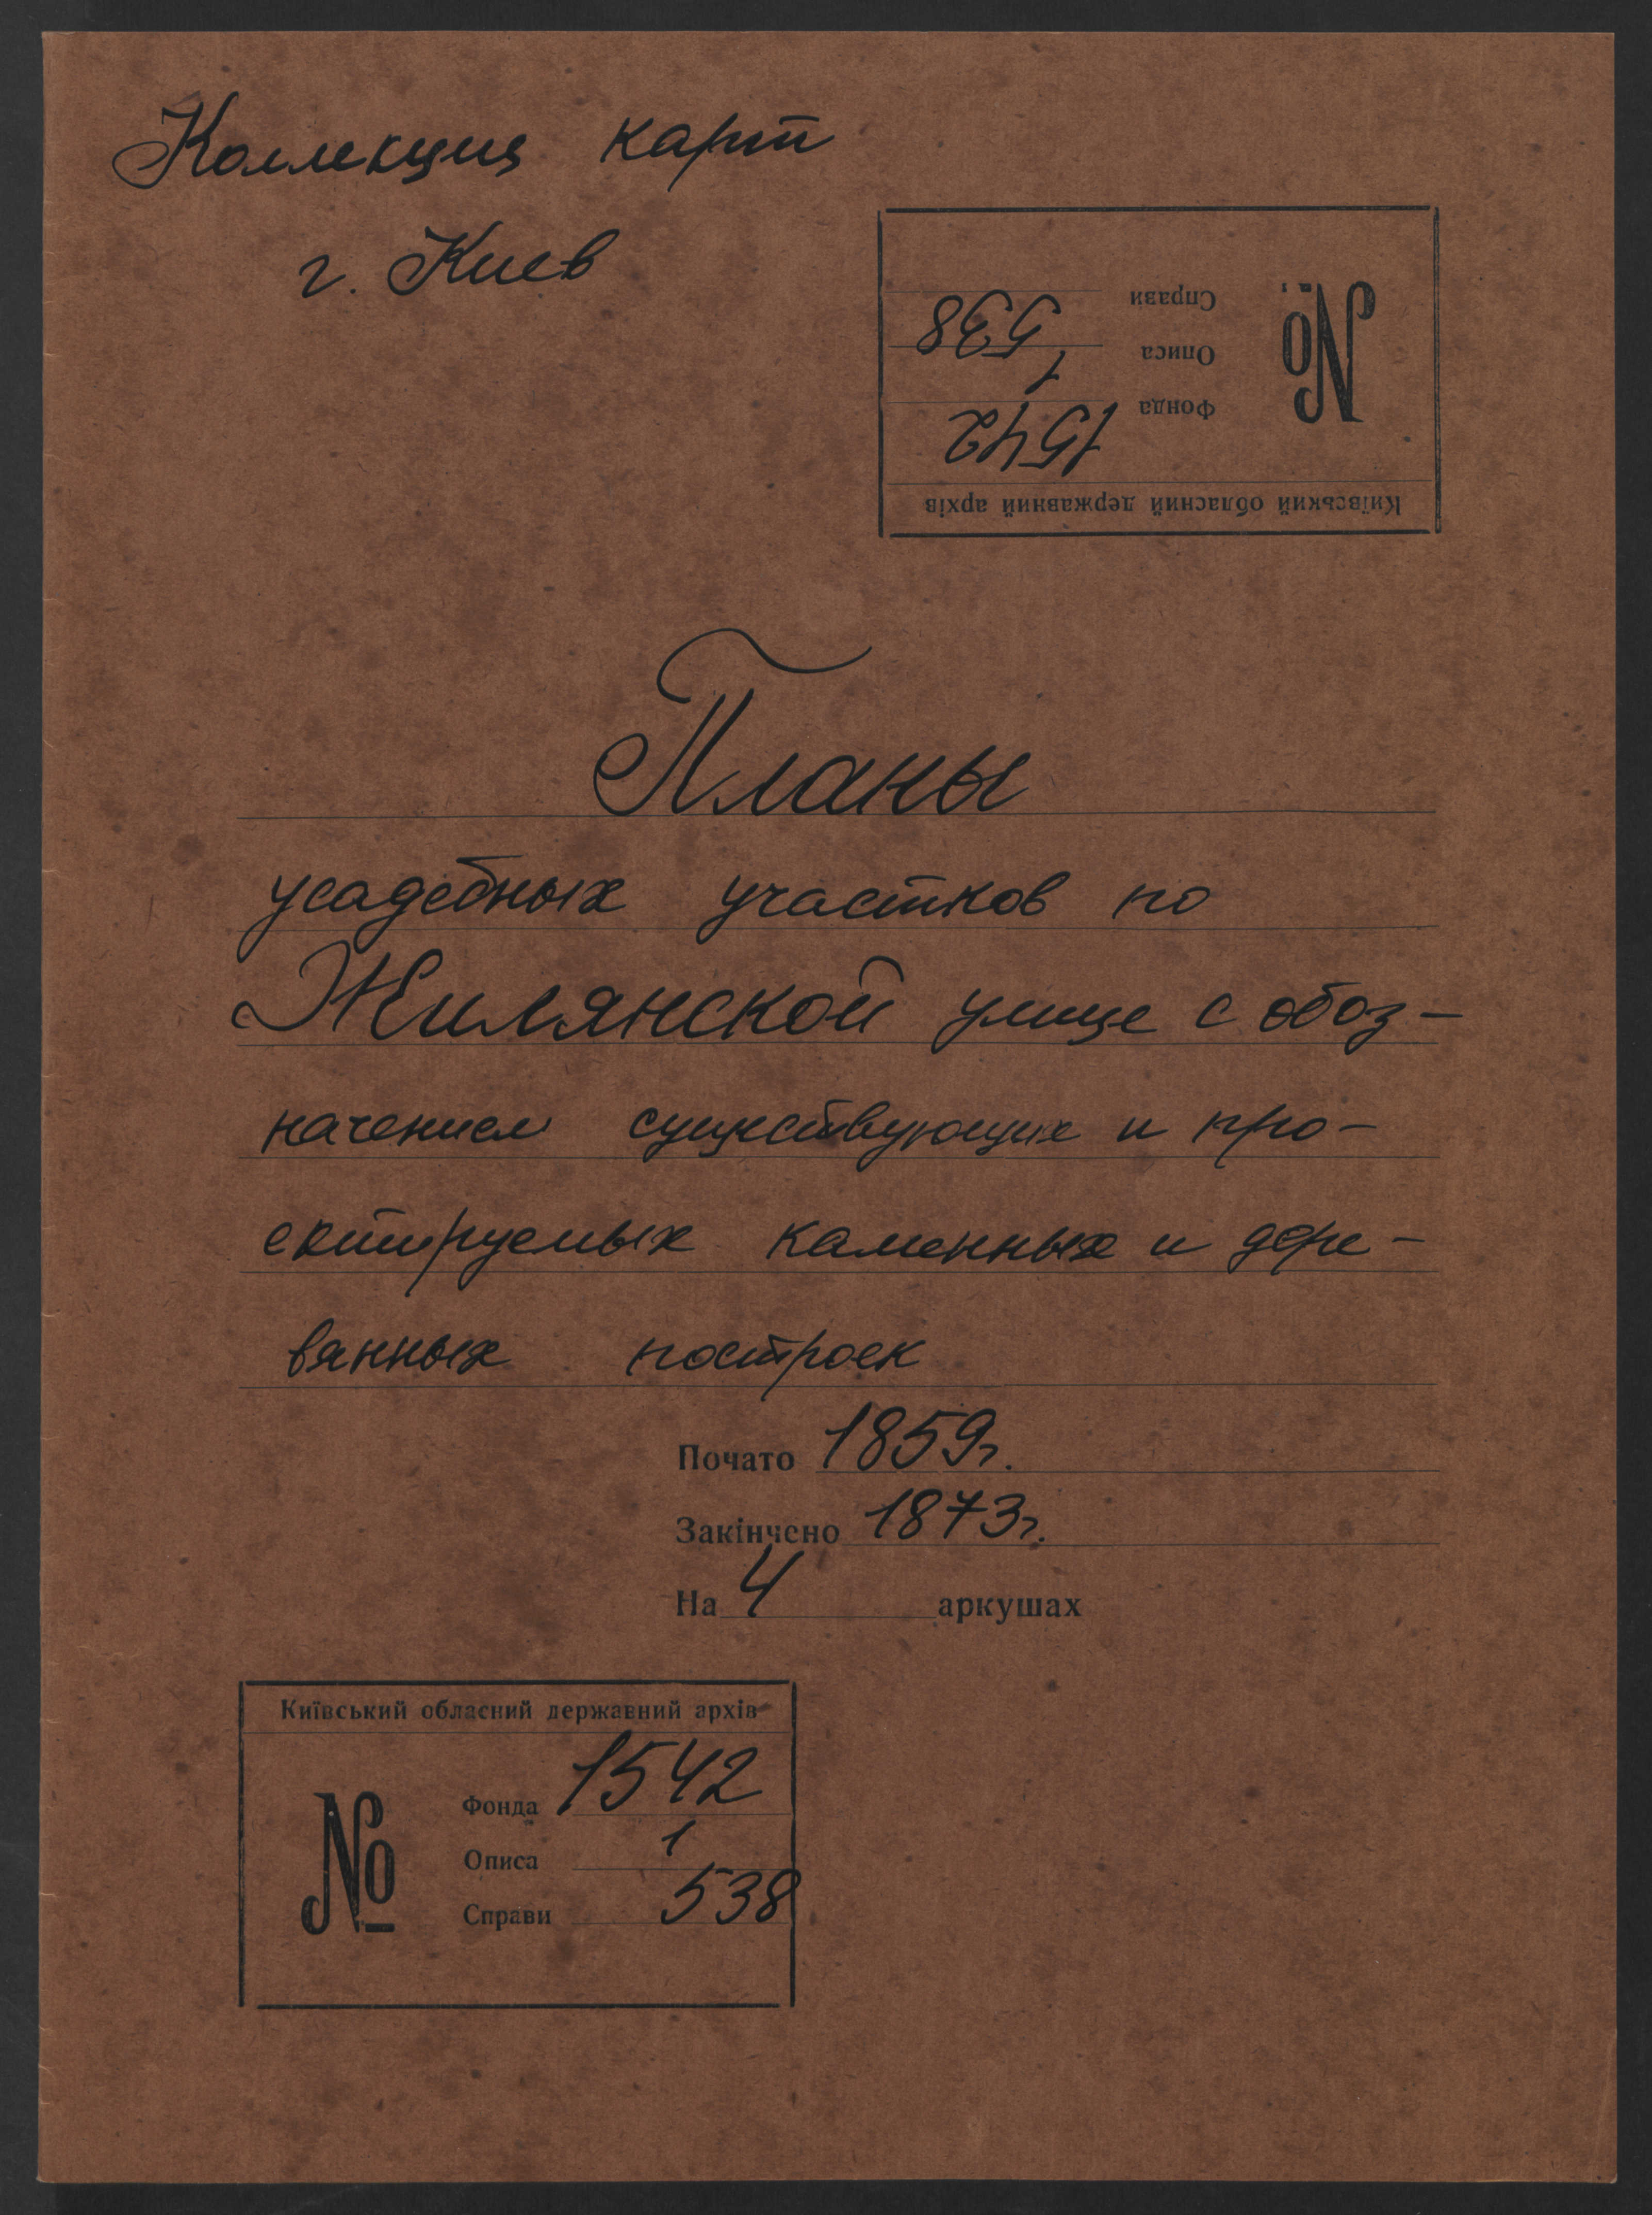 Коллекция карт
г. Киев
Київський обласний державний архів
№
Фонда 1542
Описа 1
Справи 538
Планы
усадебных участков по
Жилянской улице с обоз-
начением существующих и про-
ектируемых каменных и дере-
вянных построек
Почато 1859г.
Закінчено 1873г.
На 4 аркушах
Київський обласний державний архів
№
Фонда 1542
Описа 1
Справи 538